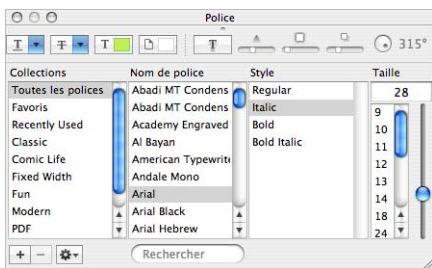 Police
T T T T 315°
Collections Nom de police Style Taille
Toutes les polices Abadi MT Condens Regular 28
Favoris Abadi MT Condens Italic 9
Recently Used Academy Engraved Bold 10
Classic Al Bayan Bold Italic 11
Comic Life American Typewrit 12
Fixed Width Andale Mono 13
Fun Arial 14
Modern Arial Black 18
PDF Arial Hebrew 24
+ − Rechercher